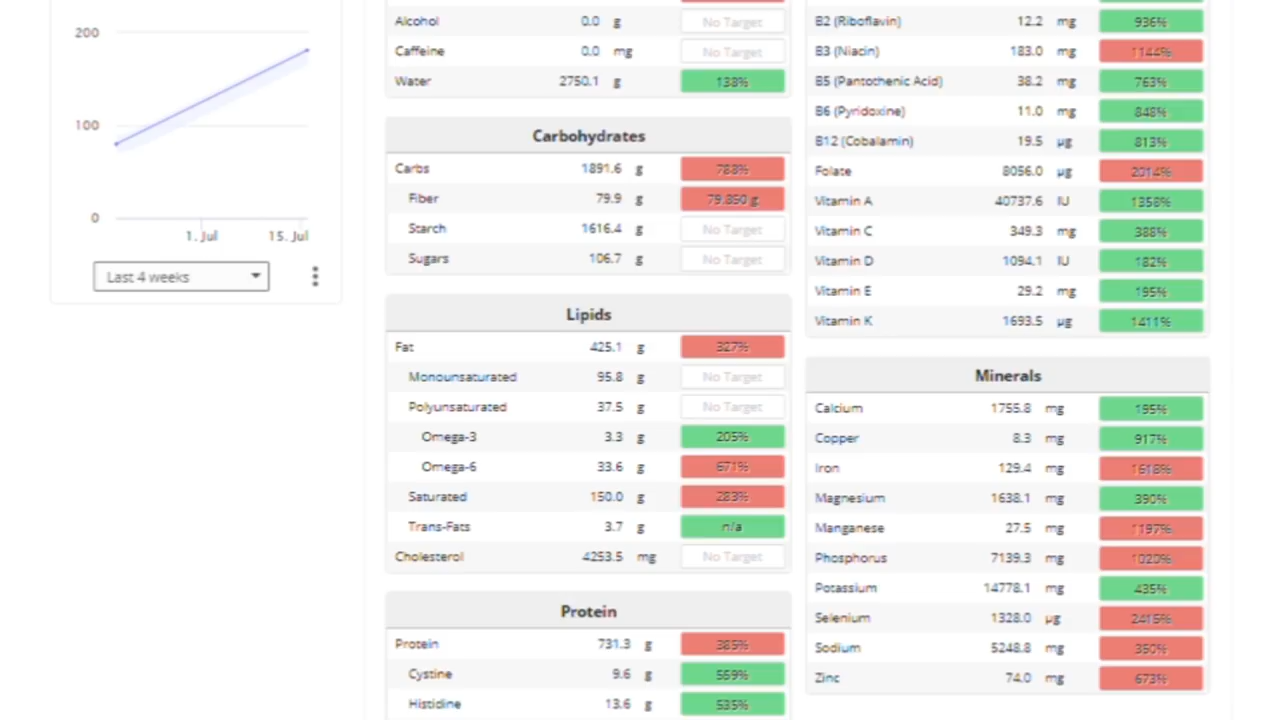 200
100
0
1. Jul 15. Jul
Last 4 weeks
Alcohol 0.0 g No Target
Caffeine 0.0 mg No Target
Water 2750.1 g 138%
Carbohydrates
Carbs 1891.6 g 788%
Fiber 79.9 g 79.890 g
Starch 1616.4 g No Target
Sugars 106.7 g No Target
Lipids
Fat 425.1 g 327%
Monounsaturated 95.8 g No Target
Polyunsaturated 37.5 g No Target
Omega-3 3.3 g 205%
Omega-6 33.6 g 671%
Saturated 150.0 g 283%
Trans-Fats 3.7 g n/a
Cholesterol 4253.5 mg No Target
Protein
Protein 731.3 g 385%
Cystine 9.6 g 559%
Histidine 13.6 g 535%
B2 (Riboflavin) 12.2 mg 936%
B3 (Niacin) 183.0 mg 1144%
B5 (Pantothenic Acid) 38.2 mg 763%
B6 (Pyridoxine) 11.0 mg 848%
B12 (Cobalamin) 19.5 µg 813%
Folate 8056.0 µg 2014%
Vitamin A 40737.6 IU 1358%
Vitamin C 349.3 mg 388%
Vitamin D 1094.1 IU 182%
Vitamin E 29.2 mg 195%
Vitamin K 1693.5 µg 1411%
Minerals
Calcium 1755.8 mg 195%
Copper 8.3 mg 917%
Iron 129.4 mg 1618%
Magnesium 1638.1 mg 390%
Manganese 27.5 mg 1197%
Phosphorus 7139.3 mg 1020%
Potassium 14778.1 mg 435%
Selenium 1328.0 µg 2415%
Sodium 5248.8 mg 350%
Zinc 74.0 mg 673%